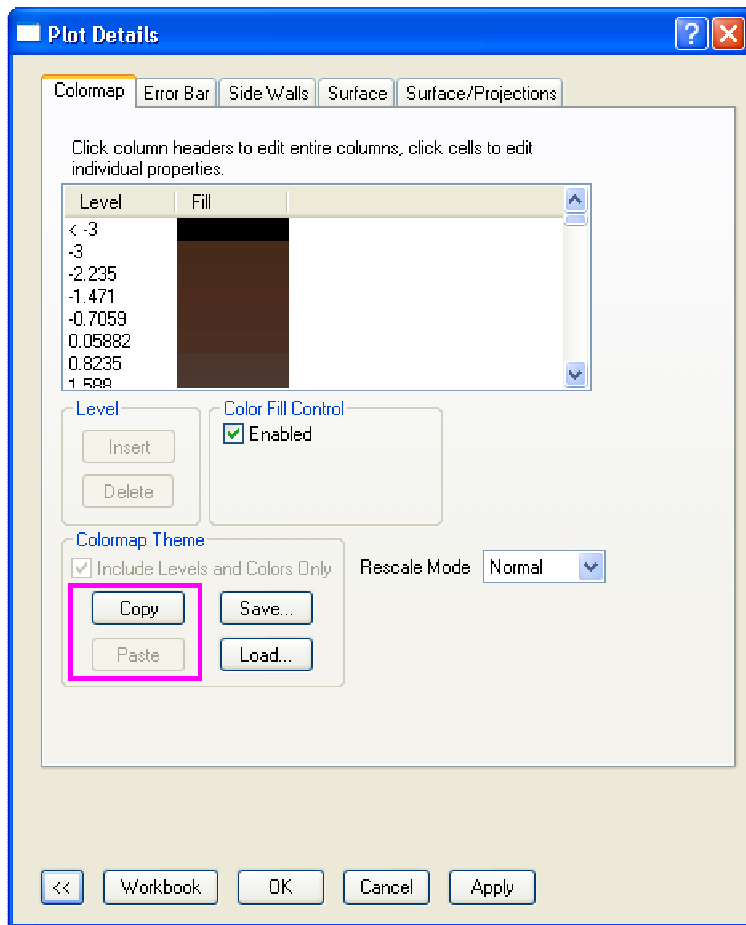 Plot Details
Colormap Error Bar Side Walls Surface Surface/Projections
Click column headers to edit entire columns, click cells to edit
individual properties.
Level Fill
< -3
-3
-2.235
-1.471
-0.7059
0.05882
0.8235
1.588
Level Color Fill Control
Insert Enabled
Delete
Colormap Theme
Include Levels and Colors Only Rescale Mode Normal
Copy Save...
Paste Load...
<< Workbook OK Cancel Apply